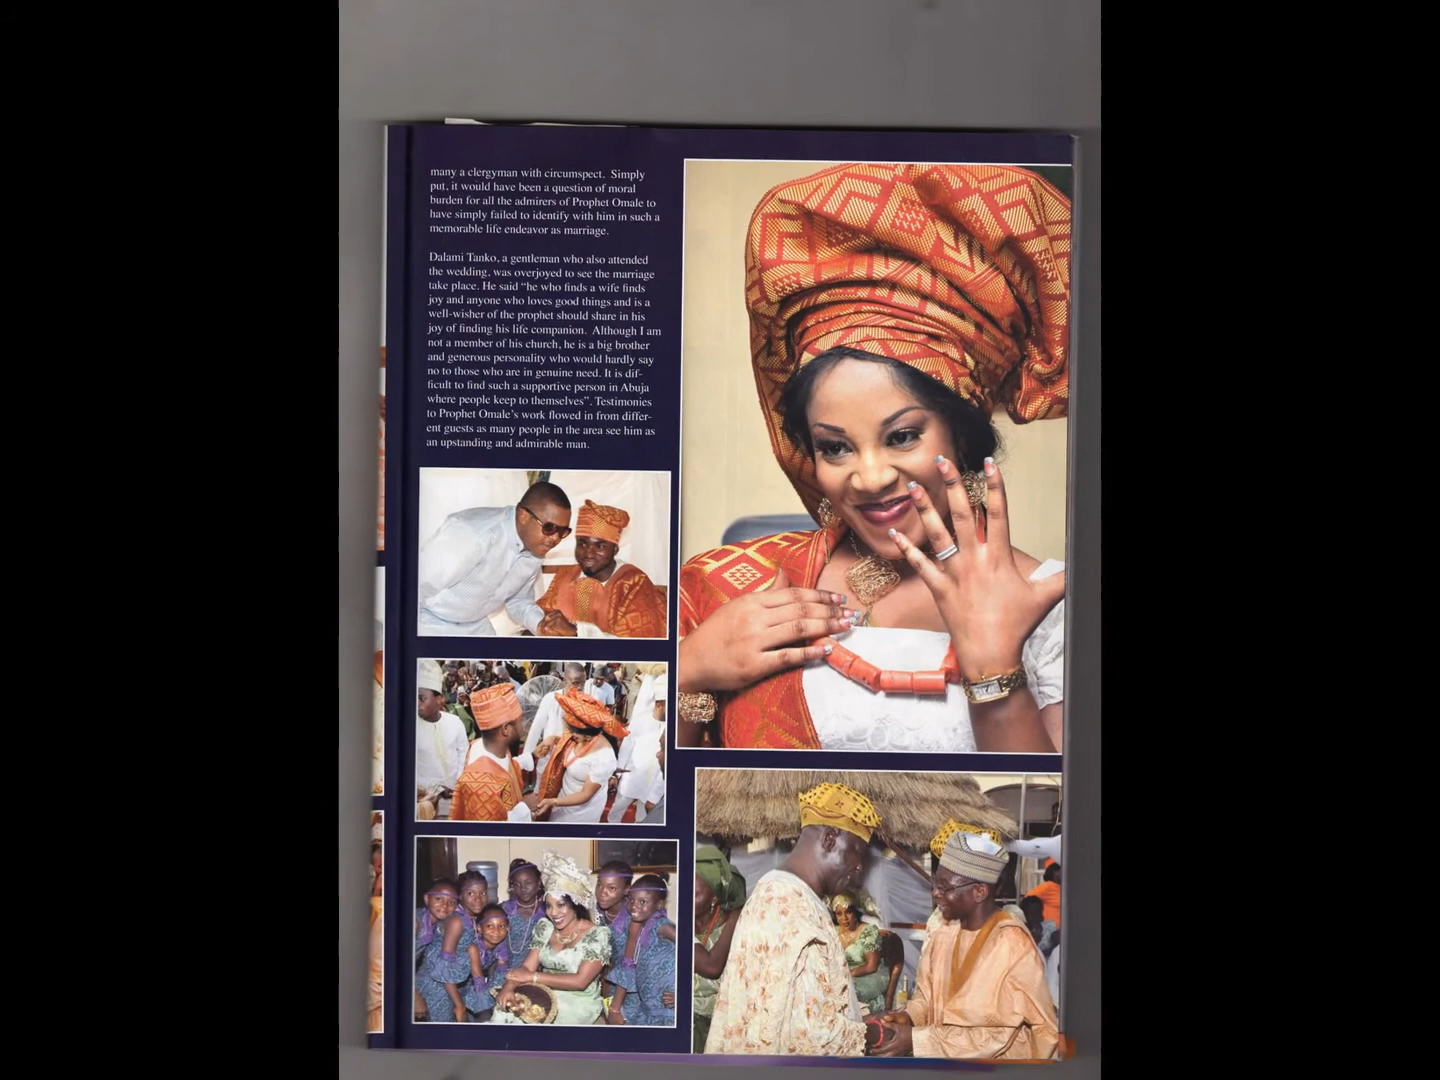 many a clergyman with circumspect. Simply
put, it would have been a question of moral
burden for all the admirers of Prophet Omale to
have simply failed to identify with him in such a
memorable life endeavor as marriage.
Dalami Tanko, a gentleman who also attended
the wedding, was overjoyed to see the marriage
take place. He said “he who finds a wife finds
joy and anyone who loves good things and is a
well-wisher of the prophet should share in his
joy of finding his life companion. Although I am
not a member of his church, he is a big brother
and generous personality who would hardly say
no to those who are in genuine need. It is dif-
ficult to find such a supportive person in Abuja
where people keep to themselves”. Testimonies
to Prophet Omale’s work flowed in from differ-
ent guests as many people in the area see him as
an upstanding and admirable man.